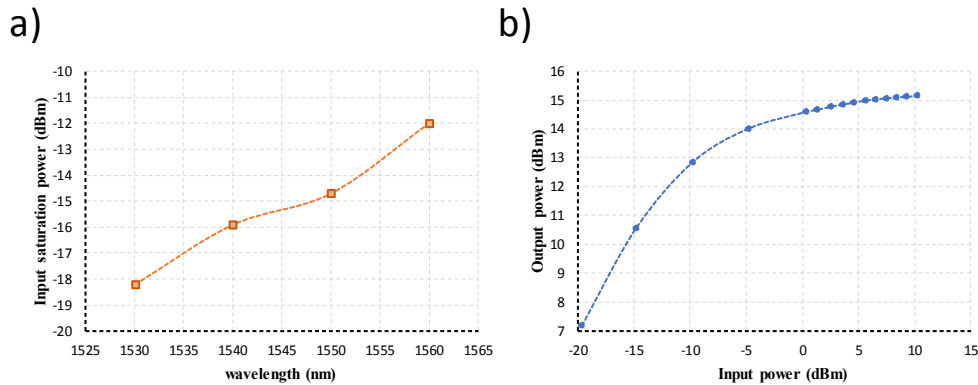 a)
Input saturation power (dBm)
-10
-11
-12
-13
-14
-15
-16
-17
-18
-19
-20
1525 1530 1535 1540 1545 1550 1555 1560 1565
wavelength (nm)
b)
Output power (dBm)
16
15
14
13
12
11
10
9
8
7
-20 -15 -10 -5 0 5 10 15
Input power (dBm)